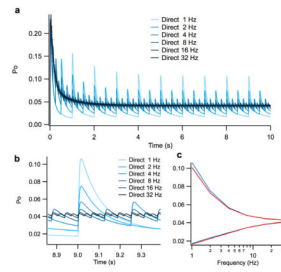 a
Direct 1 Hz
Direct 2 Hz
Direct 4 Hz
Direct 8 Hz
Direct 16 Hz
Direct 32 Hz
Po
0.20
0.15
0.10
0.05
0.00
0 2 4 6 8 10
Time (s)
b
Direct 1 Hz
Direct 2 Hz
Direct 4 Hz
Direct 8 Hz
Direct 16 Hz
Direct 32 Hz
Po
0.10
0.08
0.06
0.04
0.02
8.9 9.0 9.1 9.2 9.3
Time (s)
c
0.10
0.08
0.06
0.04
0.02
1 2 3 4 5 6 7 8 10 2
Frequency (Hz)